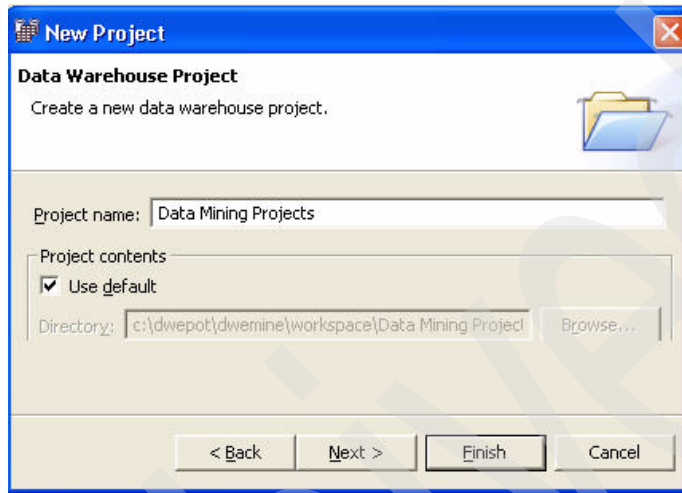 New Project
Data Warehouse Project
Create a new data warehouse project.
Project name: Data Mining Projects
Project contents
Use default
Directory: c:\dwepot\dwemine\workspace\Data Mining Project Browse...
< Back Next > Finish Cancel